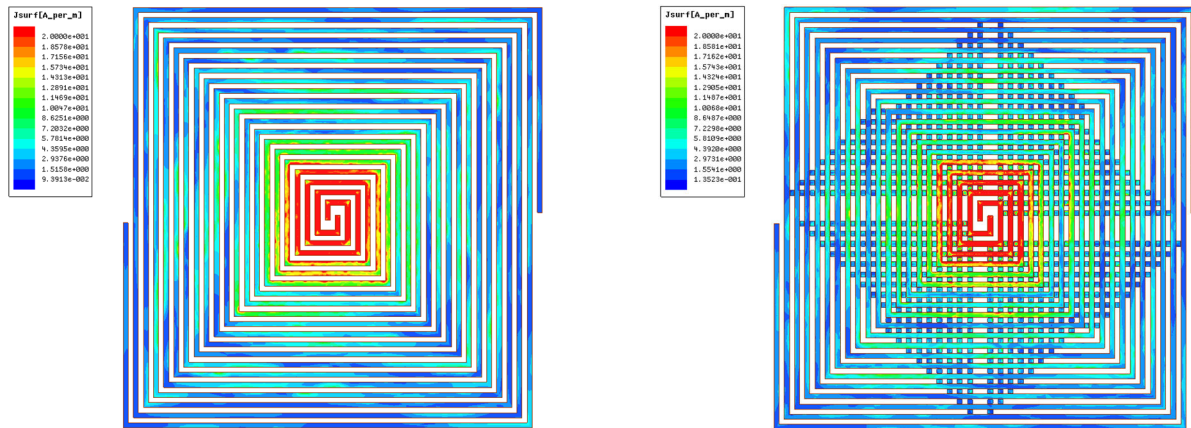 Jsurf[A_per_m]
2.0000e+001
1.8578e+001
1.7156e+001
1.5734e+001
1.4313e+001
1.2891e+001
1.1469e+001
1.0047e+001
8.6251e+000
7.2032e+000
5.7814e+000
4.3595e+000
2.9376e+000
1.5158e+000
9.3913e-002
Jsurf[A_per_m]
2.0000e+001
1.8581e+001
1.7162e+001
1.5743e+001
1.4324e+001
1.2905e+001
1.1487e+001
1.0068e+001
8.6487e+000
7.2298e+000
5.8109e+000
4.3920e+000
2.9731e+000
1.5541e+000
1.3523e-001